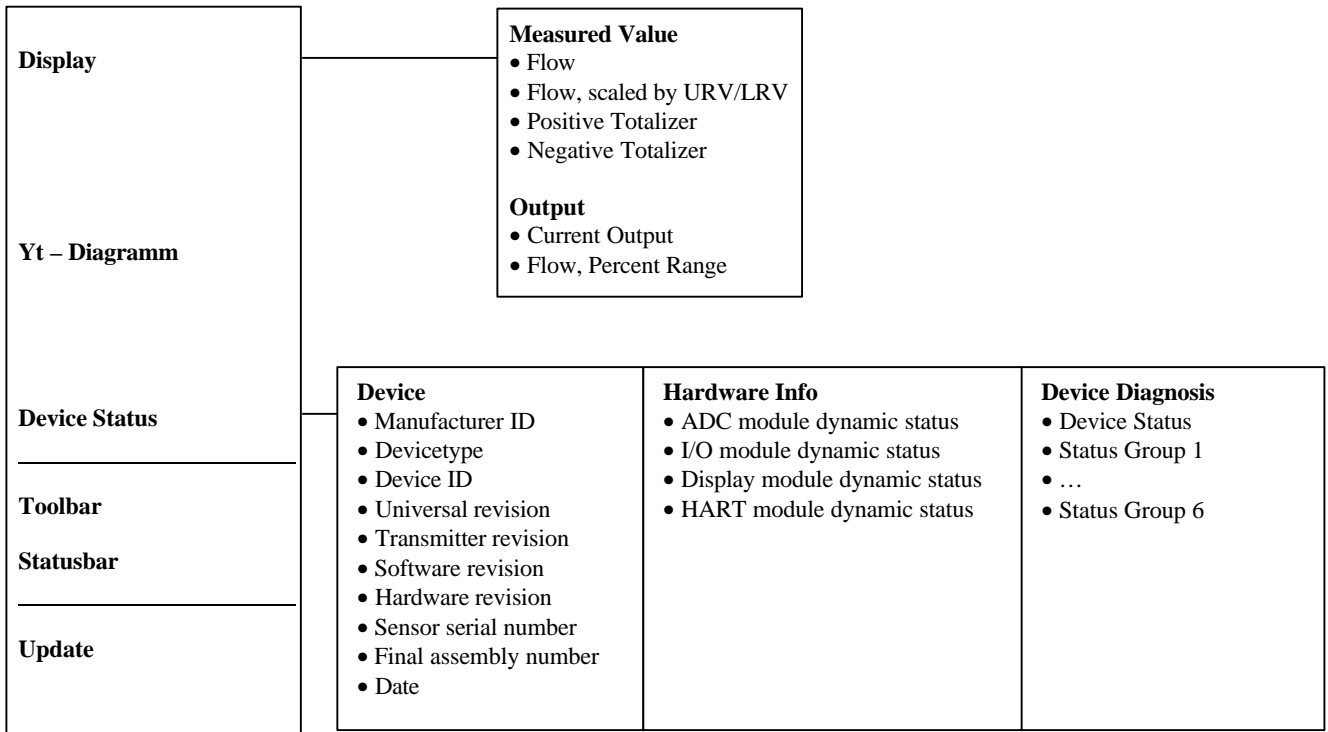 Display
Yt – Diagramm
Device Status
Toolbar
Statusbar
Update
Measured Value
• Flow
• Flow, scaled by URV/LRV
• Positive Totalizer
• Negative Totalizer
Output
• Current Output
• Flow, Percent Range
Device
• Manufacturer ID
• Devicetype
• Device ID
• Universal revision
• Transmitter revision
• Software revision
• Hardware revision
• Sensor serial number
• Final assembly number
• Date
Hardware Info
• ADC module dynamic status
• I/O module dynamic status
• Display module dynamic status
• HART module dynamic status
Device Diagnosis
• Device Status
• Status Group 1
• …
• Status Group 6